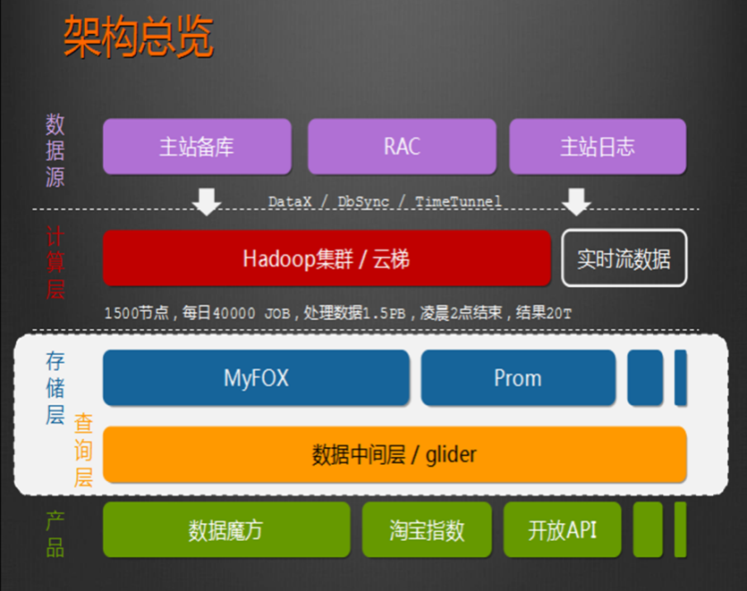 架构总览
数据源
主站备库
RAC
主站日志
DataX / DbSync / TimeTunnel
计算层
Hadoop集群 / 云梯
实时流数据
1500节点，每日40000 JOB，处理数据1.5PB，凌晨2点结束，结果20T
存储层
MyFOX
Prom
查询层
数据中间层 / glider
产品
数据魔方
淘宝指数
开放API